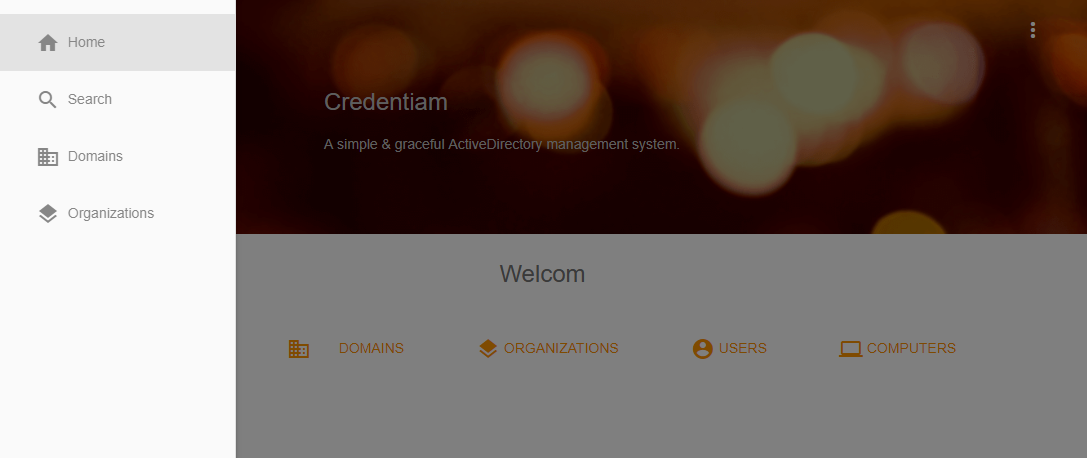 Home
Search
Domains
Organizations
Credentiam
A simple & graceful ActiveDirectory management system.
Welcom
DOMAINS ORGANIZATIONS USERS COMPUTERS